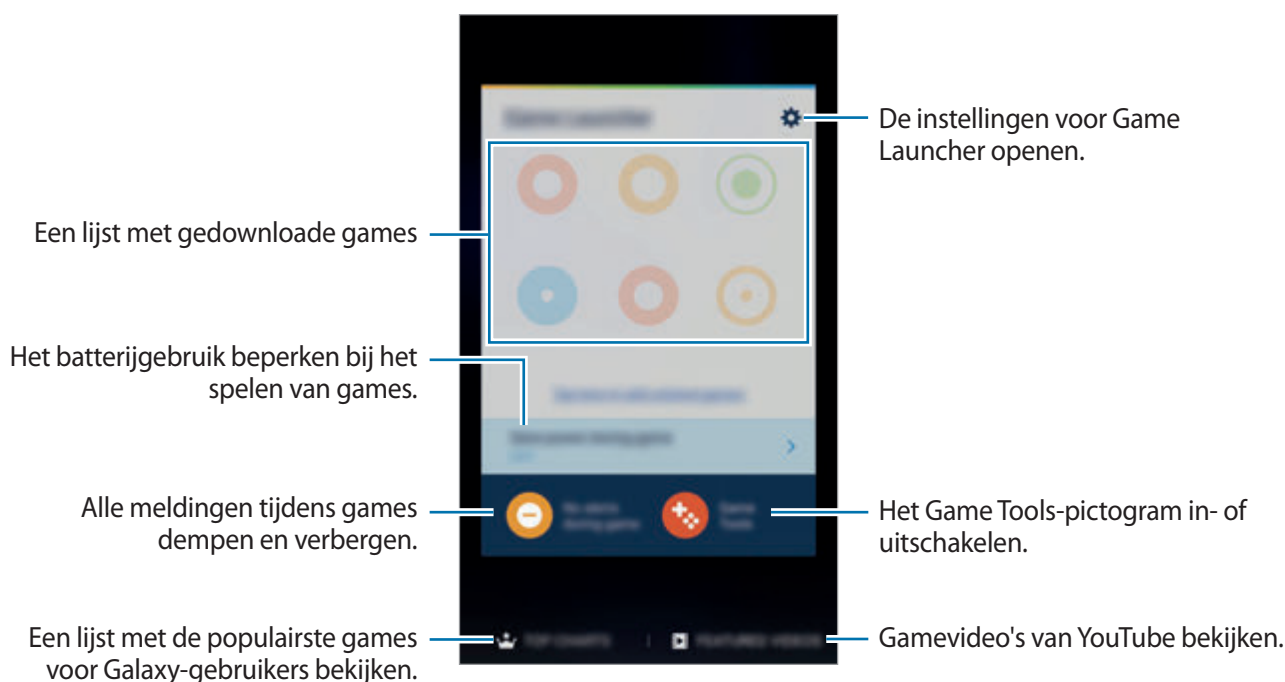 De instellingen voor Game
Launcher openen.
Een lijst met gedownloade games
Het batterijgebruik beperken bij het
spelen van games.
Alle meldingen tijdens games
dempen en verbergen.
Het Game Tools-pictogram in- of
uitschakelen.
Een lijst met de populairste games
voor Galaxy-gebruikers bekijken.
Gamevideo's van YouTube bekijken.